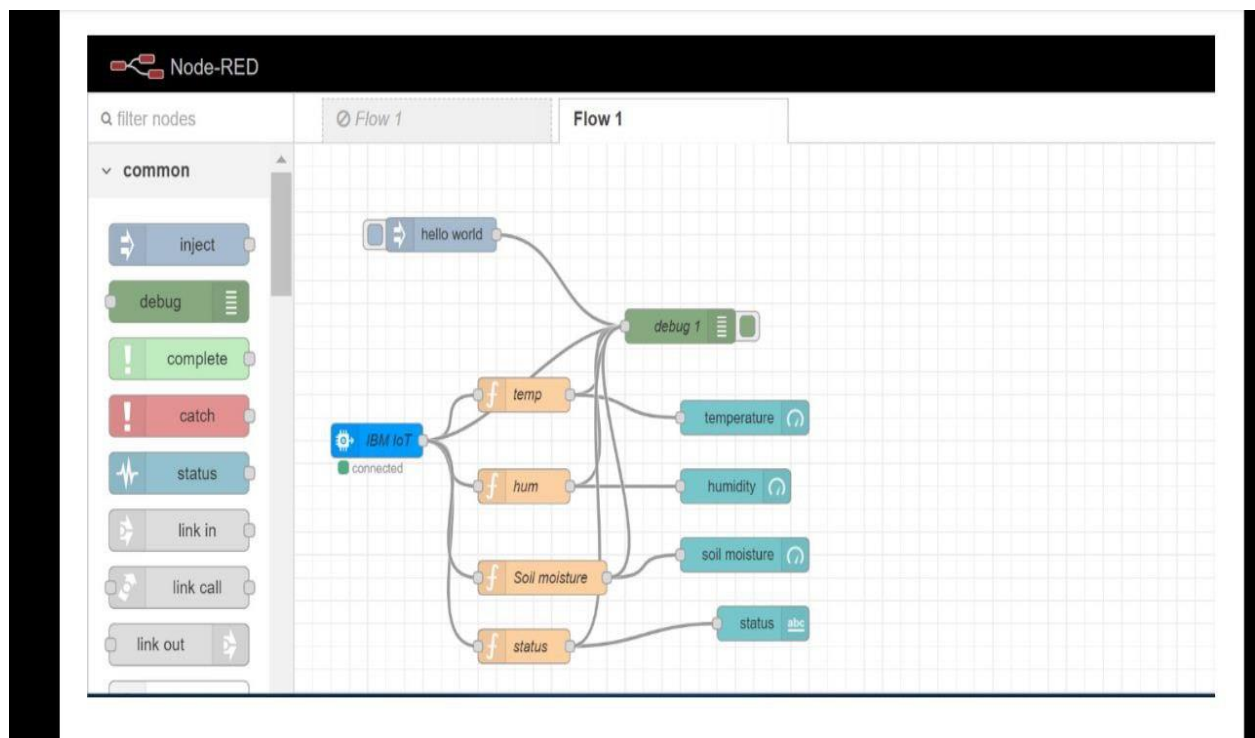 Node-RED
filter nodes
Flow 1
Flow 1
common
inject
debug
complete
catch
status
link in
link call
link out
hello world
debug 1
temp
temperature
IBM IoT
connected
hum
humidity
Soil moisture
soil moisture
status
status
abc